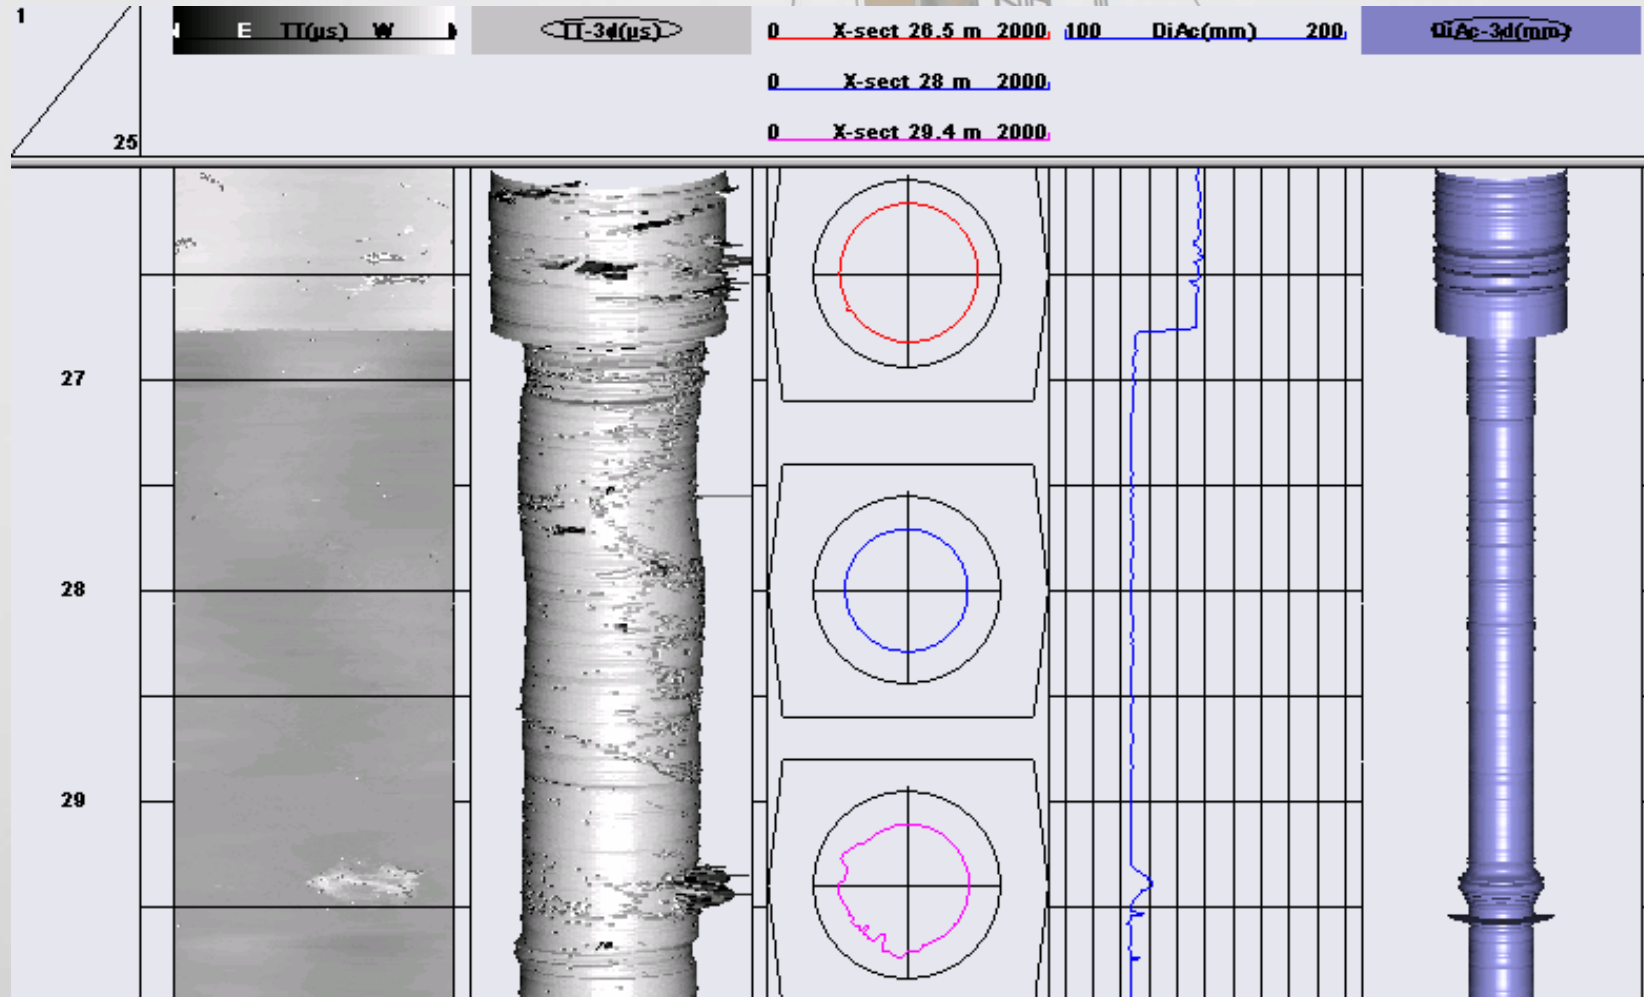 1
25
E TT(µs) W
TT-3d(µs)
0 X-sect 26.5 m 2000
0 X-sect 28 m 2000
0 X-sect 29.4 m 2000
100 DiAc(mm) 200
DiAc-3d(mm)
27
28
29